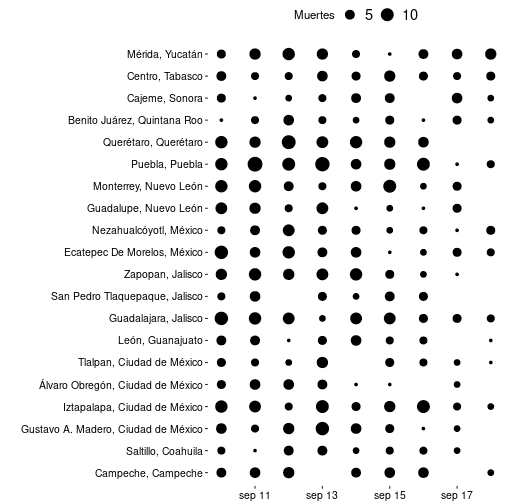 Muertes 5 10
Mérida, Yucatán
Centro, Tabasco
Cajeme, Sonora
Benito Juárez, Quintana Roo
Querétaro, Querétaro
Puebla, Puebla
Monterrey, Nuevo León
Guadalupe, Nuevo León
Nezahualcóyotl, México
Ecatepec De Morelos, México
Zapopan, Jalisco
San Pedro Tlaquepaque, Jalisco
Guadalajara, Jalisco
León, Guanajuato
Tlalpan, Ciudad de México
Álvaro Obregón, Ciudad de México
Iztapalapa, Ciudad de México
Gustavo A. Madero, Ciudad de México
Saltillo, Coahuila
Campeche, Campeche
sep 11 sep 13 sep 15 sep 17